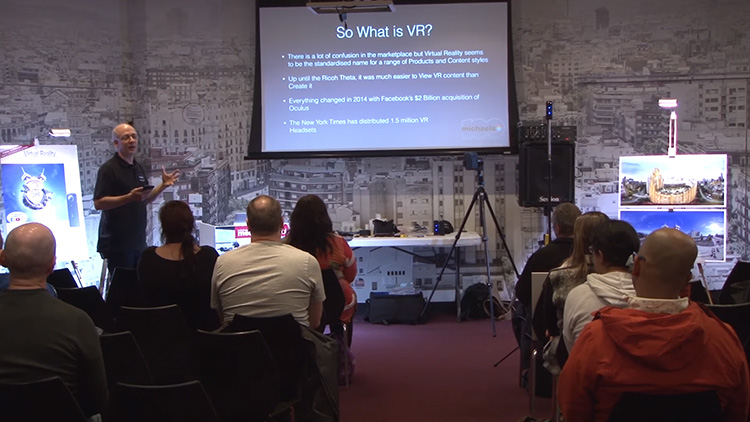 So What is VR?
• There is a lot of confusion in the marketplace but Virtual Reality seems
to be the standardised name for a range of Products and Content styles
• Up until the Ricoh Theta, it was much easier to View VR content than
Create it
• Everything changed in 2014 with Facebook's $2 Billion acquisition of
Oculus
• The New York Times has distributed 1.5 million VR
Headsets.
michaels
Virtual Reality